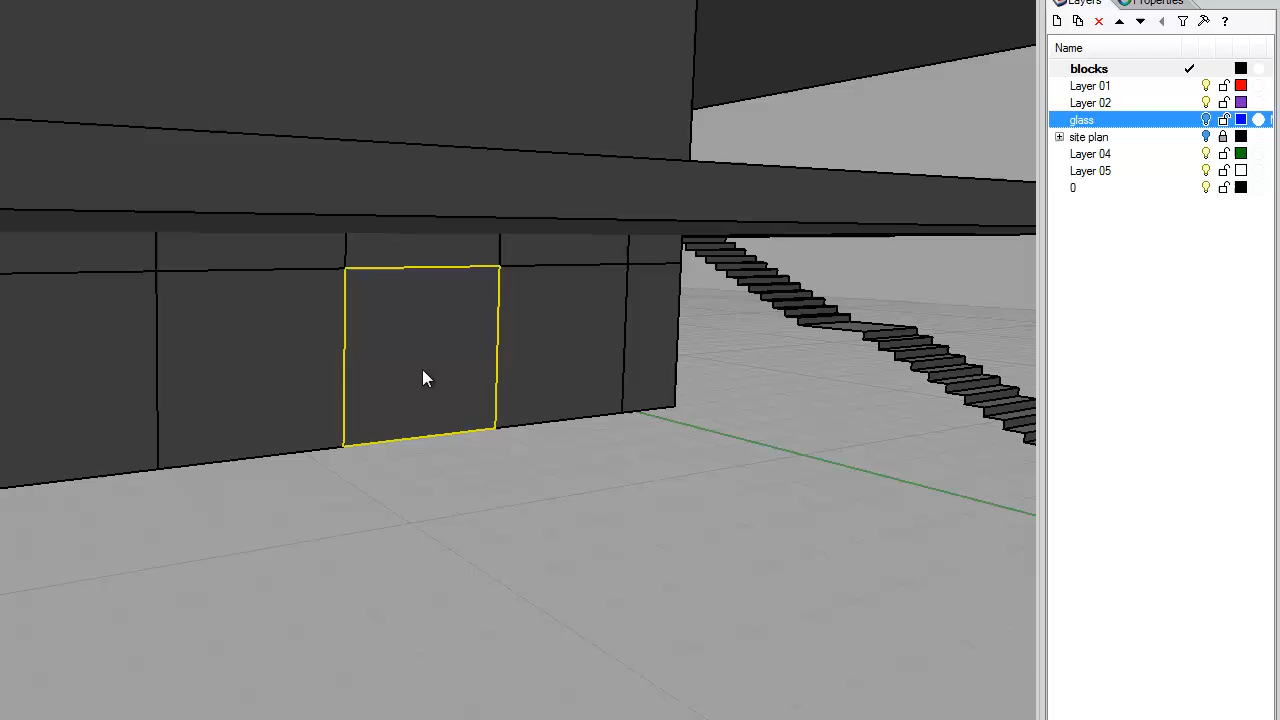 Layers Properties
?
Name
blocks
Layer 01
Layer 02
glass
site plan
Layer 04
Layer 05
0